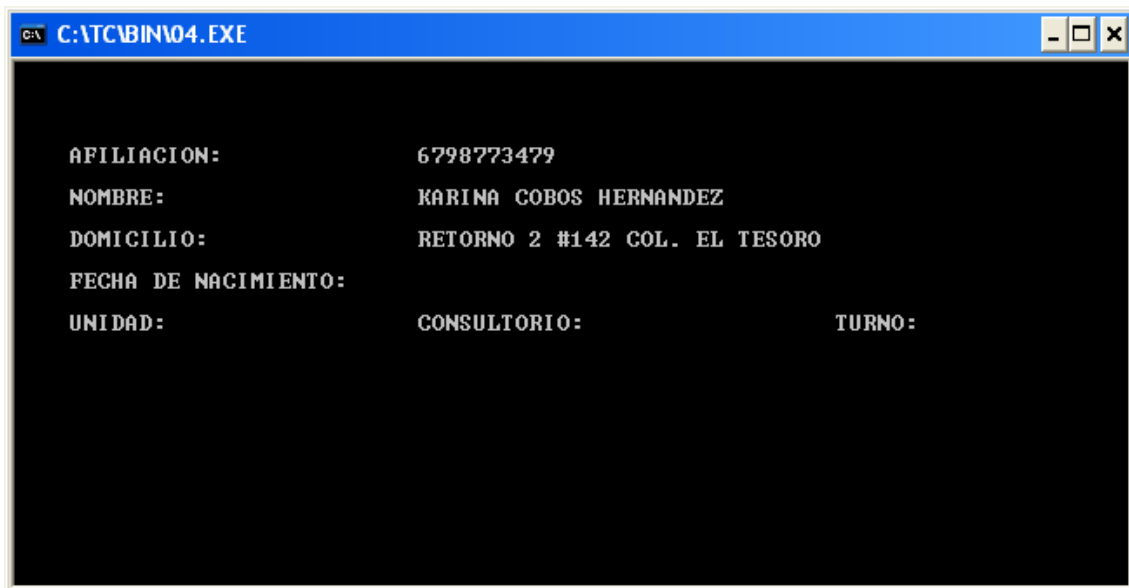 C:\TC\BIN\04.EXE
AFILIACION: 6798773479
NOMBRE: KARINA COBOS HERNANDEZ
DOMICILIO: RETORNO 2 #142 COL. EL TESORO
FECHA DE NACIMIENTO:
UNIDAD: CONSULTORIO: TURNO: